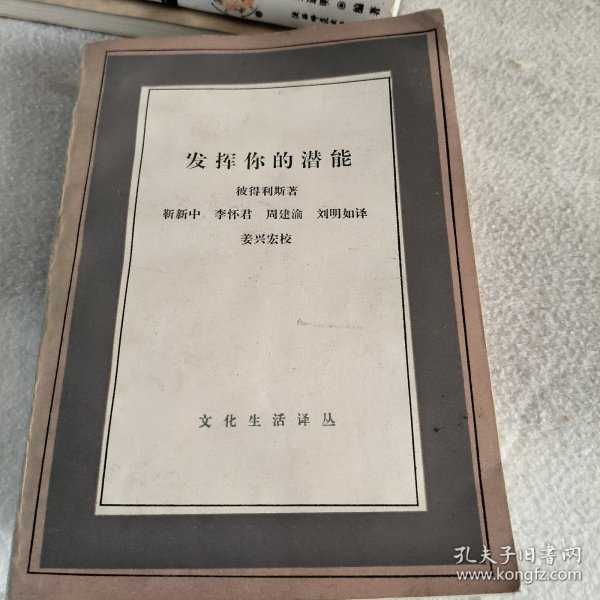 编著
发挥你的潜能
彼得利斯著
靳新中 李怀君 周建渝 刘明如译
姜兴宏校
文化生活译丛
孔夫子旧书网
www.kongfz.com